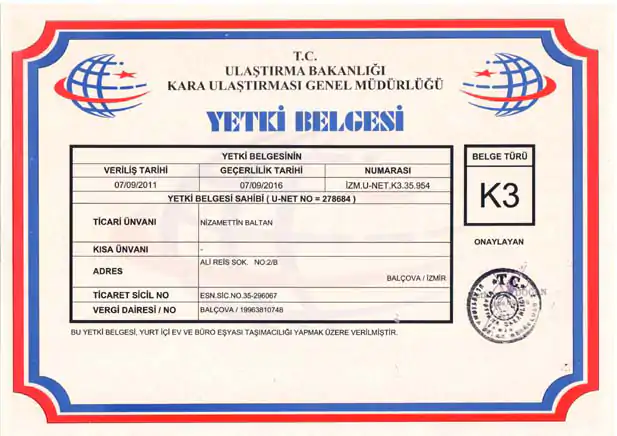 T.C.
ULAŞTIRMA BAKANLIĞI
KARA ULAŞTIRMASI GENEL MÜDÜRLÜĞÜ
YETKİ BELGESİ
YETKİ BELGESİNİN
VERİLİŞ TARİHİ GEÇERLİLİK TARİHİ NUMARASI
07/09/2011 07/09/2016 İZM.U-NET.K3.35.954
YETKİ BELGESİ SAHİBİ ( U-NET NO = 278684 )
TİCARİ ÜNVANI NİZAMETTİN BALTAN
KISA ÜNVANI -
ADRES ALİ REİS SOK. NO:2/B
BALÇOVA / İZMİR
TİCARET SİCİL NO ESN.SİC.NO.35-296067
VERGİ DAİRESİ / NO BALÇOVA / 19963810748
BELGE TÜRÜ
K3
ONAYLAYAN
T.C.
BU YETKİ BELGESİ, YURT İÇİ EV VE BÜRO EŞYASI TAŞIMACILIĞI YAPMAK ÜZERE VERİLMİŞTİR.